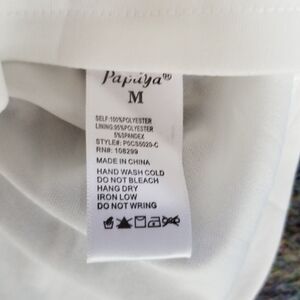 Papaya®
M
SELF:100%POLYESTER
LINING:95%POLYESTER
5%SPANDEX
STYLE#: P0CS5020-C
RN#: 108299
MADE IN CHINA
HAND WASH COLD
DO NOT BLEACH
HANG DRY
IRON LOW
DO NOT WRING